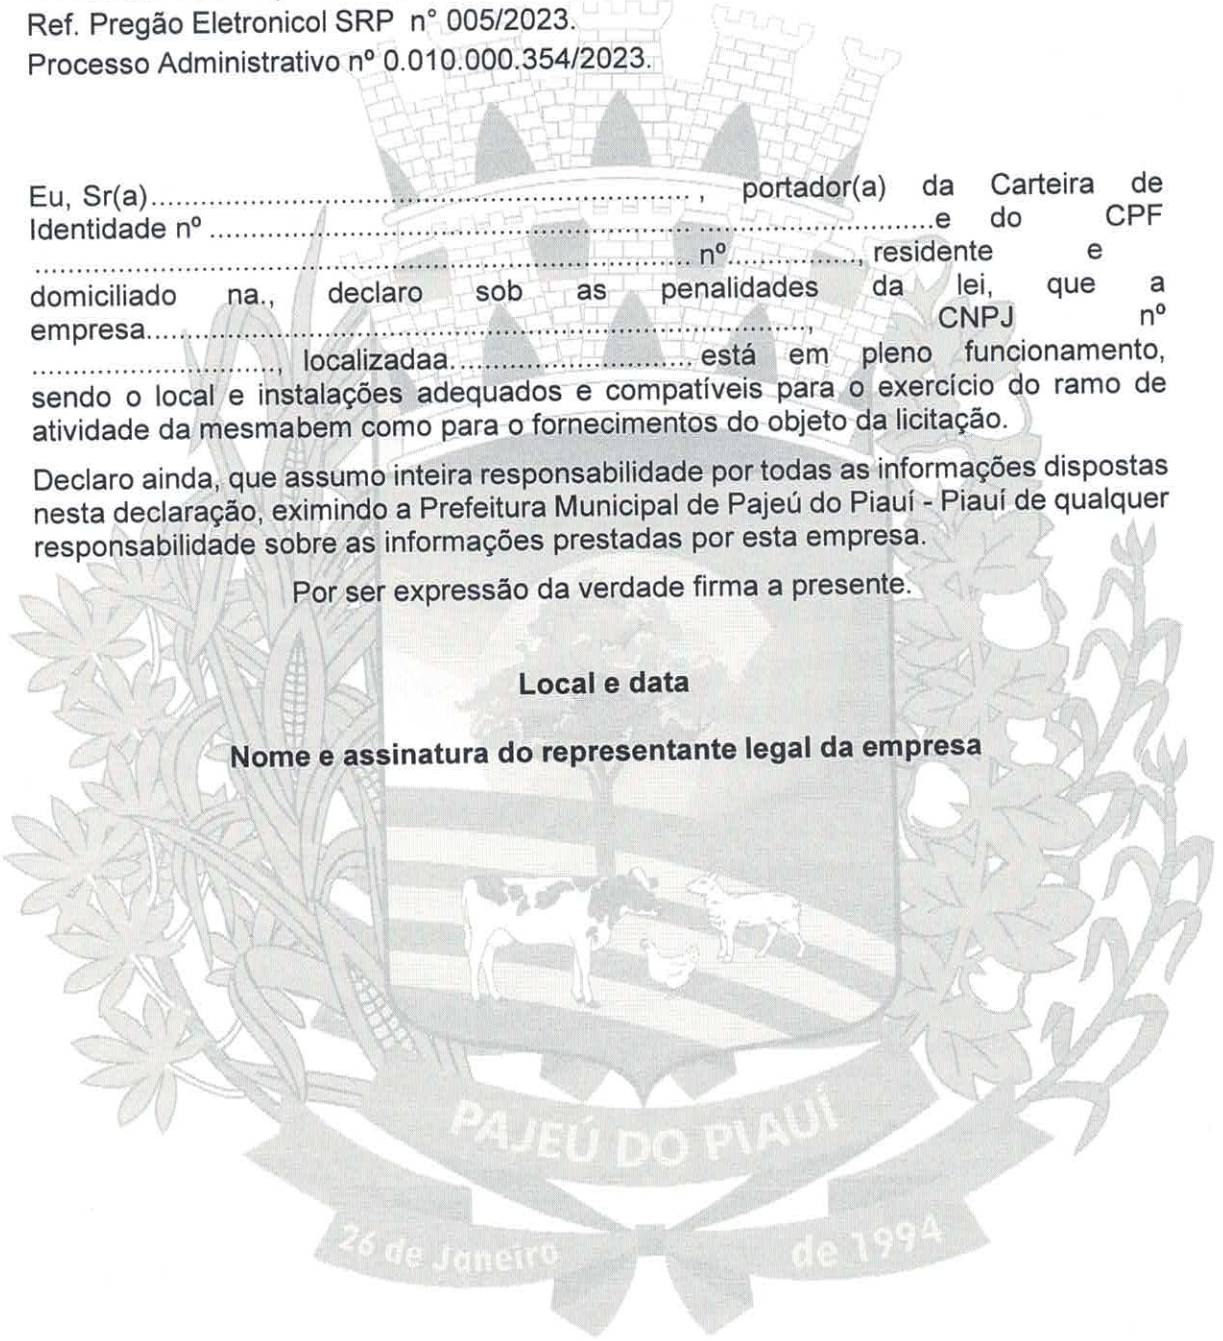 Ref. Pregão Eletronicol SRP nº 005/2023.
Processo Administrativo nº 0.010.000.354/2023.
Eu, Sr(a).............................................................., portador(a) da Carteira de
Identidade nº ....................................................... ...........................e do CPF
........................................................................... nº..............., residente e
domiciliado na., declaro sob as penalidades da lei, que a
empresa..........................................................................., CNPJ nº
............................, localizadaa........................... está em pleno funcionamento,
sendo o local e instalações adequados e compatíveis para o exercício do ramo de
atividade da mesmabem como para o fornecimentos do objeto da licitação.
Declaro ainda, que assumo inteira responsabilidade por todas as informações dispostas
nesta declaração, eximindo a Prefeitura Municipal de Pajeú do Piauí - Piauí de qualquer
responsabilidade sobre as informações prestadas por esta empresa.
Por ser expressão da verdade firma a presente.
Local e data
Nome e assinatura do representante legal da empresa
PAJEÚ DO PIAUÍ
26 de Janeiro de 1994